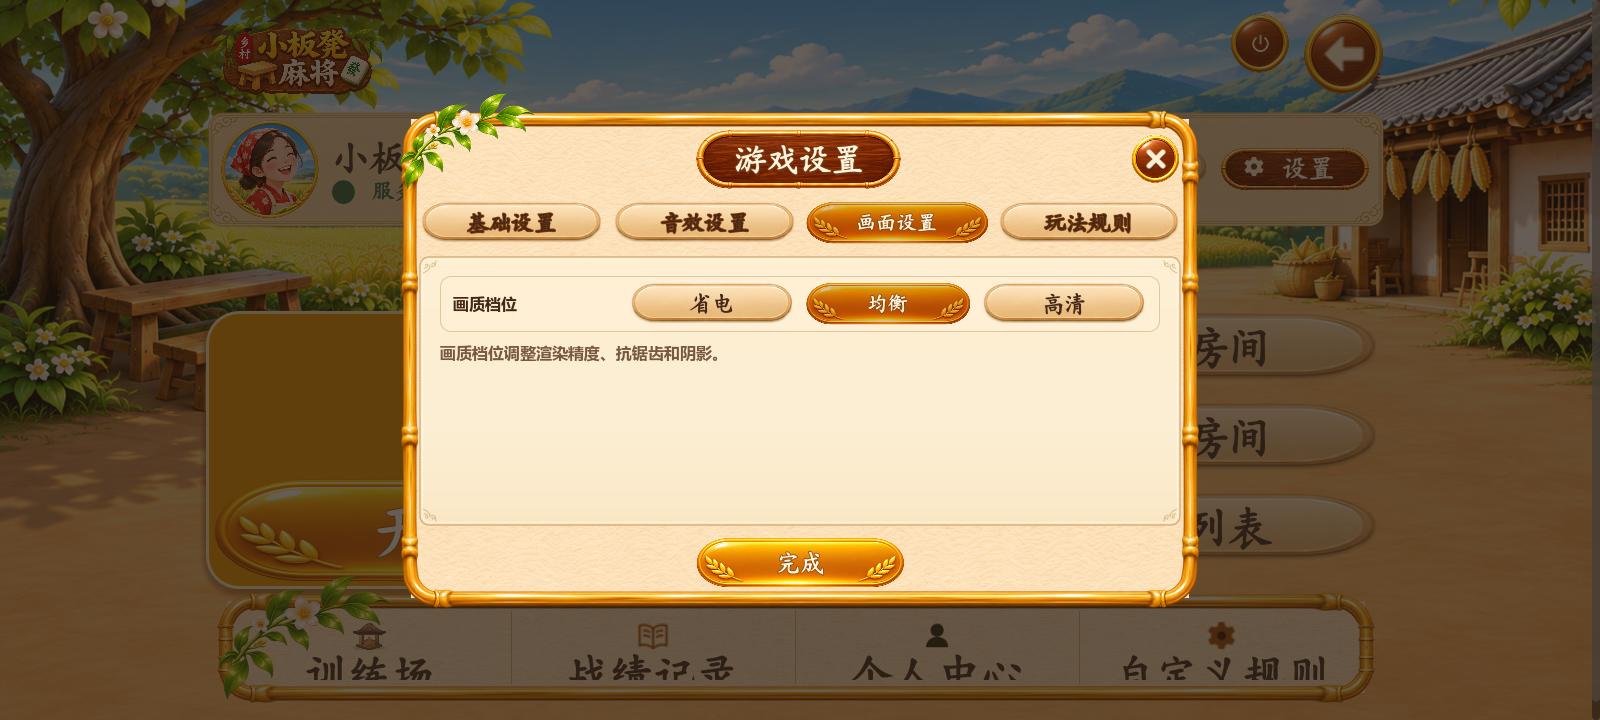 乡村
小板凳
麻将
發
小板
服务
设置
游戏设置
基础设置
音效设置
画面设置
玩法规则
画质档位
省电
均衡
高清
画质档位调整渲染精度、抗锯齿和阴影。
房间
房间
列表
开
完成
训练场
战绩记录
个人中心
自定义规则